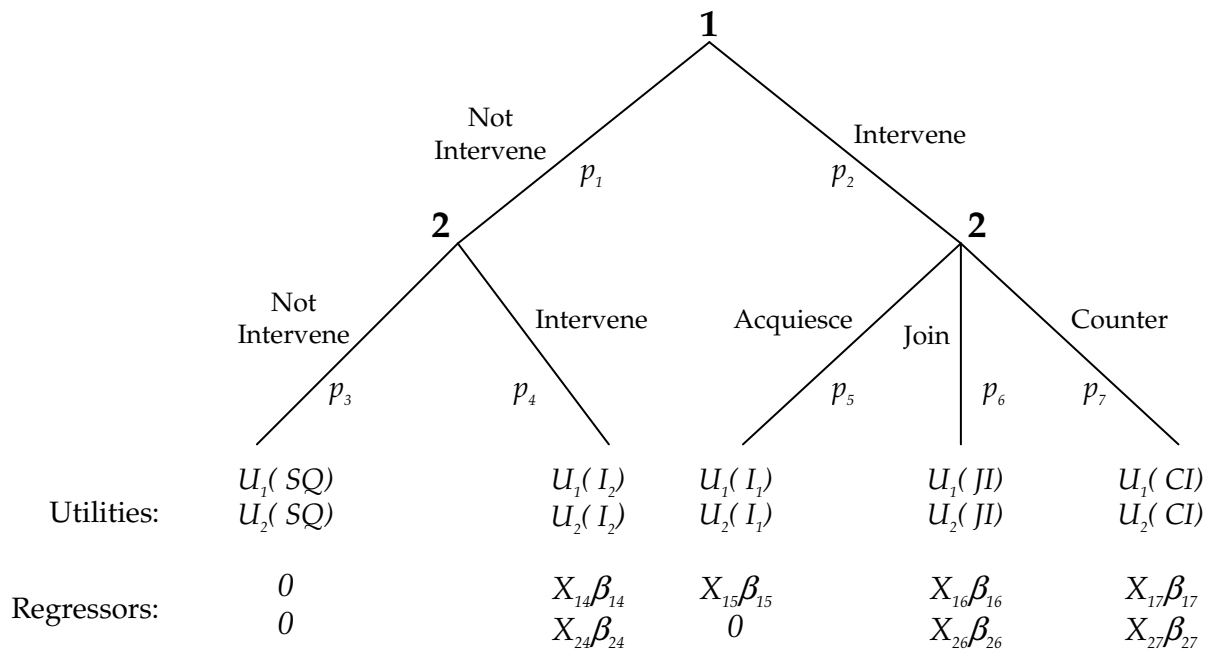 1
Not
Intervene
Intervene
p₁
p₂
2
2
Not
Intervene
Intervene
Acquiesce
Join
Counter
p₃
p₄
p₅
p₆
p₇
Utilities:
U₁( SQ) U₁( I₂) U₁( I₁) U₁( JI) U₁( CI)
U₂( SQ) U₂( I₂) U₂( I₁) U₂( JI) U₂( CI)
Regressors:
0 X₁₄β₁₄ X₁₅β₁₅ X₁₆β₁₆ X₁₇β₁₇
0 X₂₄β₂₄ 0 X₂₆β₂₆ X₂₇β₂₇